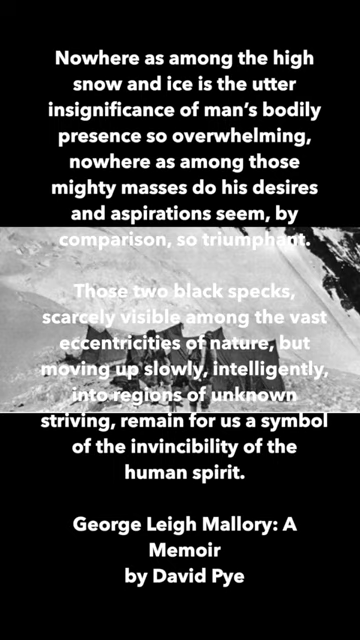 Nowhere as among the high
snow and ice is the utter
insignificance of man's bodily
presence so overwhelming,
nowhere as among those
mighty masses do his desires
and aspirations seem, by
comparison, so triumphant.
Those two black specks,
scarcely visible among the vast
eccentricities of nature, but
moving up slowly, intelligently,
into regions of unknown
striving, remain for us a symbol
of the invincibility of the
human spirit.
George Leigh Mallory: A
Memoir
by David Pye